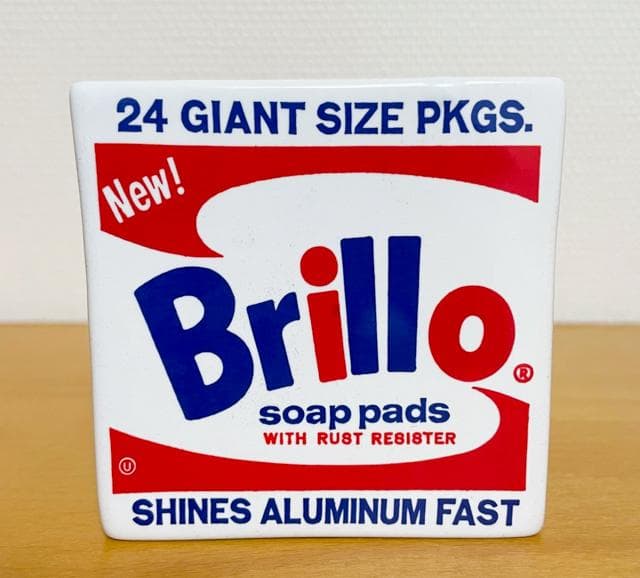 24 GIANT SIZE PKGS.
New!
Brillo®
soap pads
WITH RUST RESISTER
U
SHINES ALUMINUM FAST